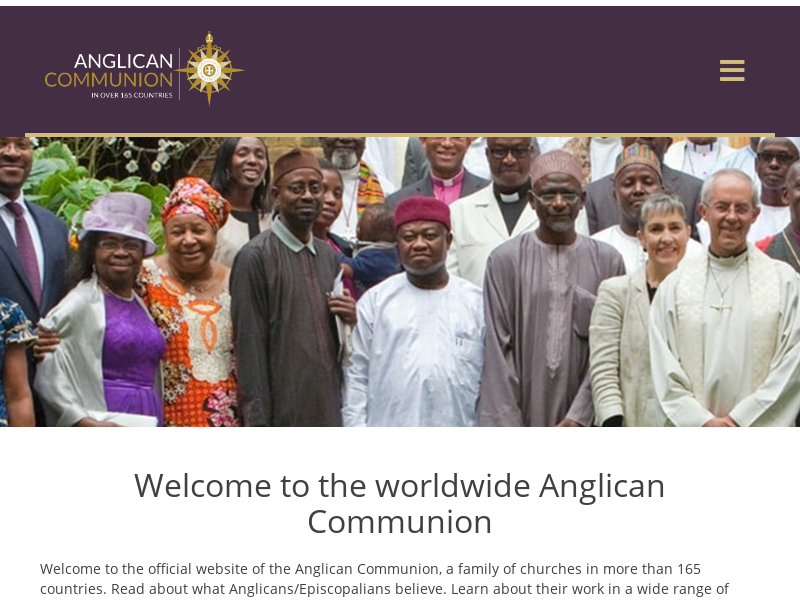 ANGLICAN
COMMUNION
IN OVER 165 COUNTRIES
Welcome to the worldwide Anglican
Communion
Welcome to the official website of the Anglican Communion, a family of churches in more than 165
countries. Read about what Anglicans/Episcopalians believe. Learn about their work in a wide range of